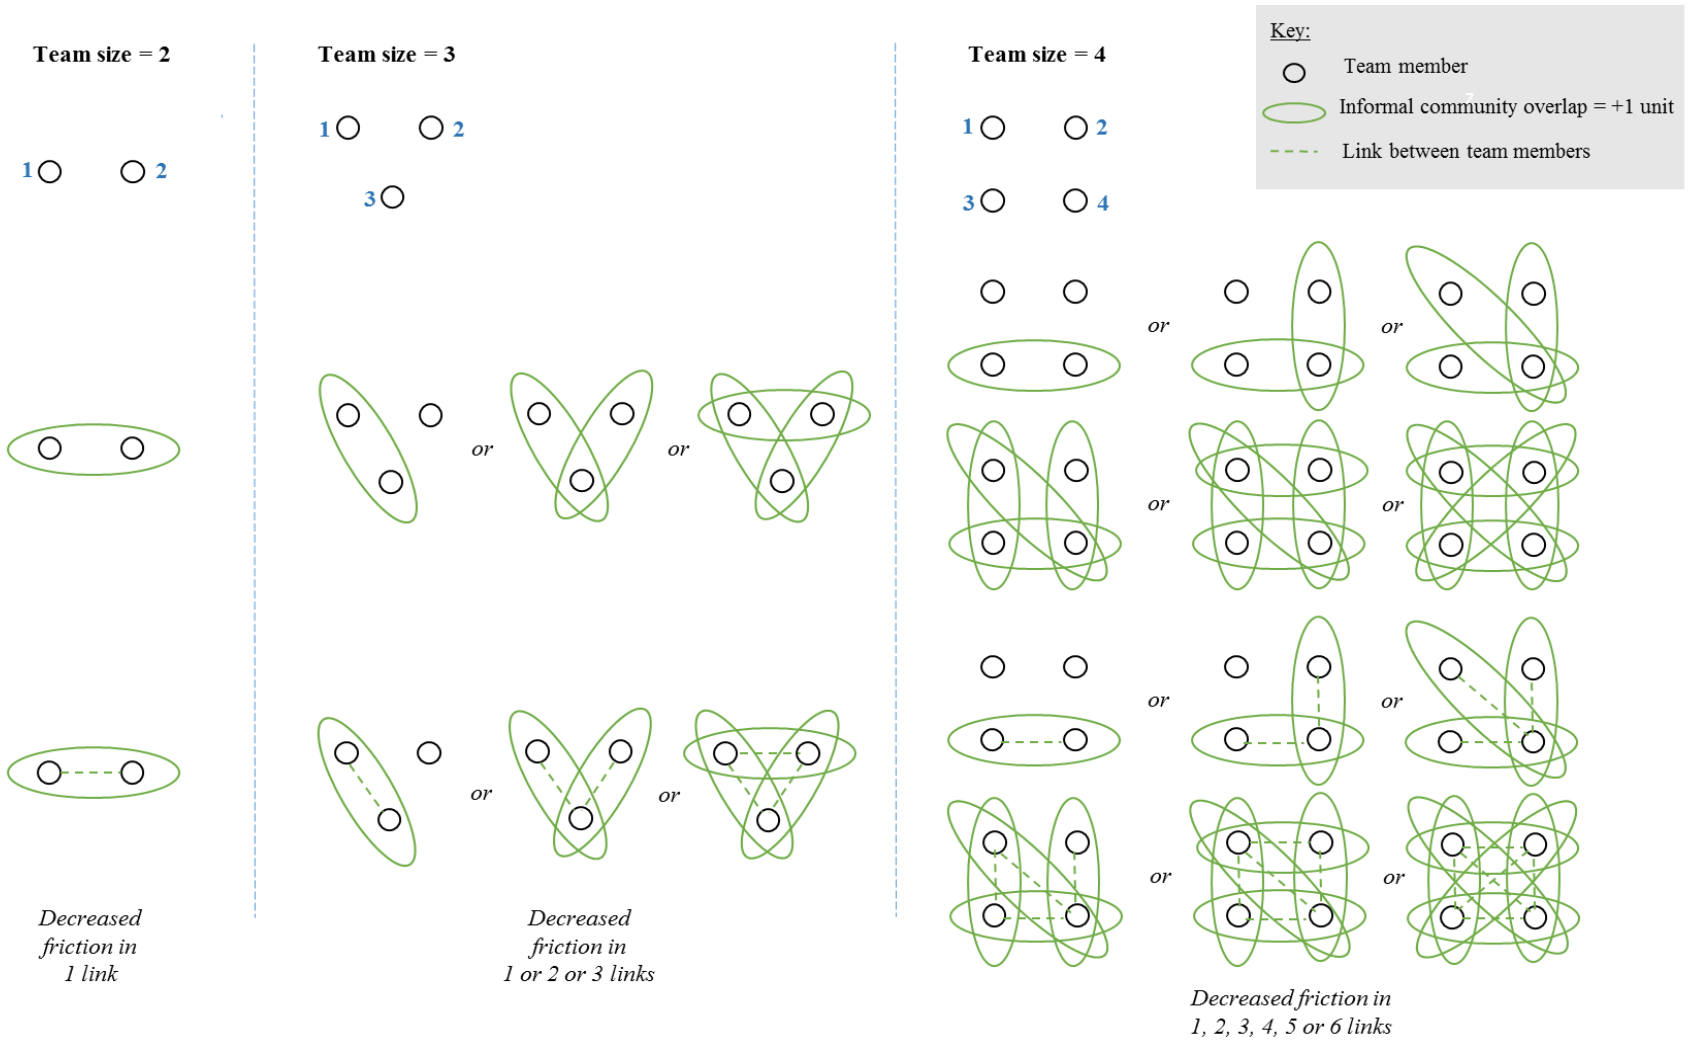 Team size = 2
Team size = 3
Team size = 4
Key:
Team member
Informal community overlap = +1 unit
Link between team members
1
2
1
2
3
1
2
3
4
or
or
or
or
or
or
or
or
or
or
or
or
Decreased
friction in
1 link
Decreased
friction in
1 or 2 or 3 links
Decreased friction in
1, 2, 3, 4, 5 or 6 links